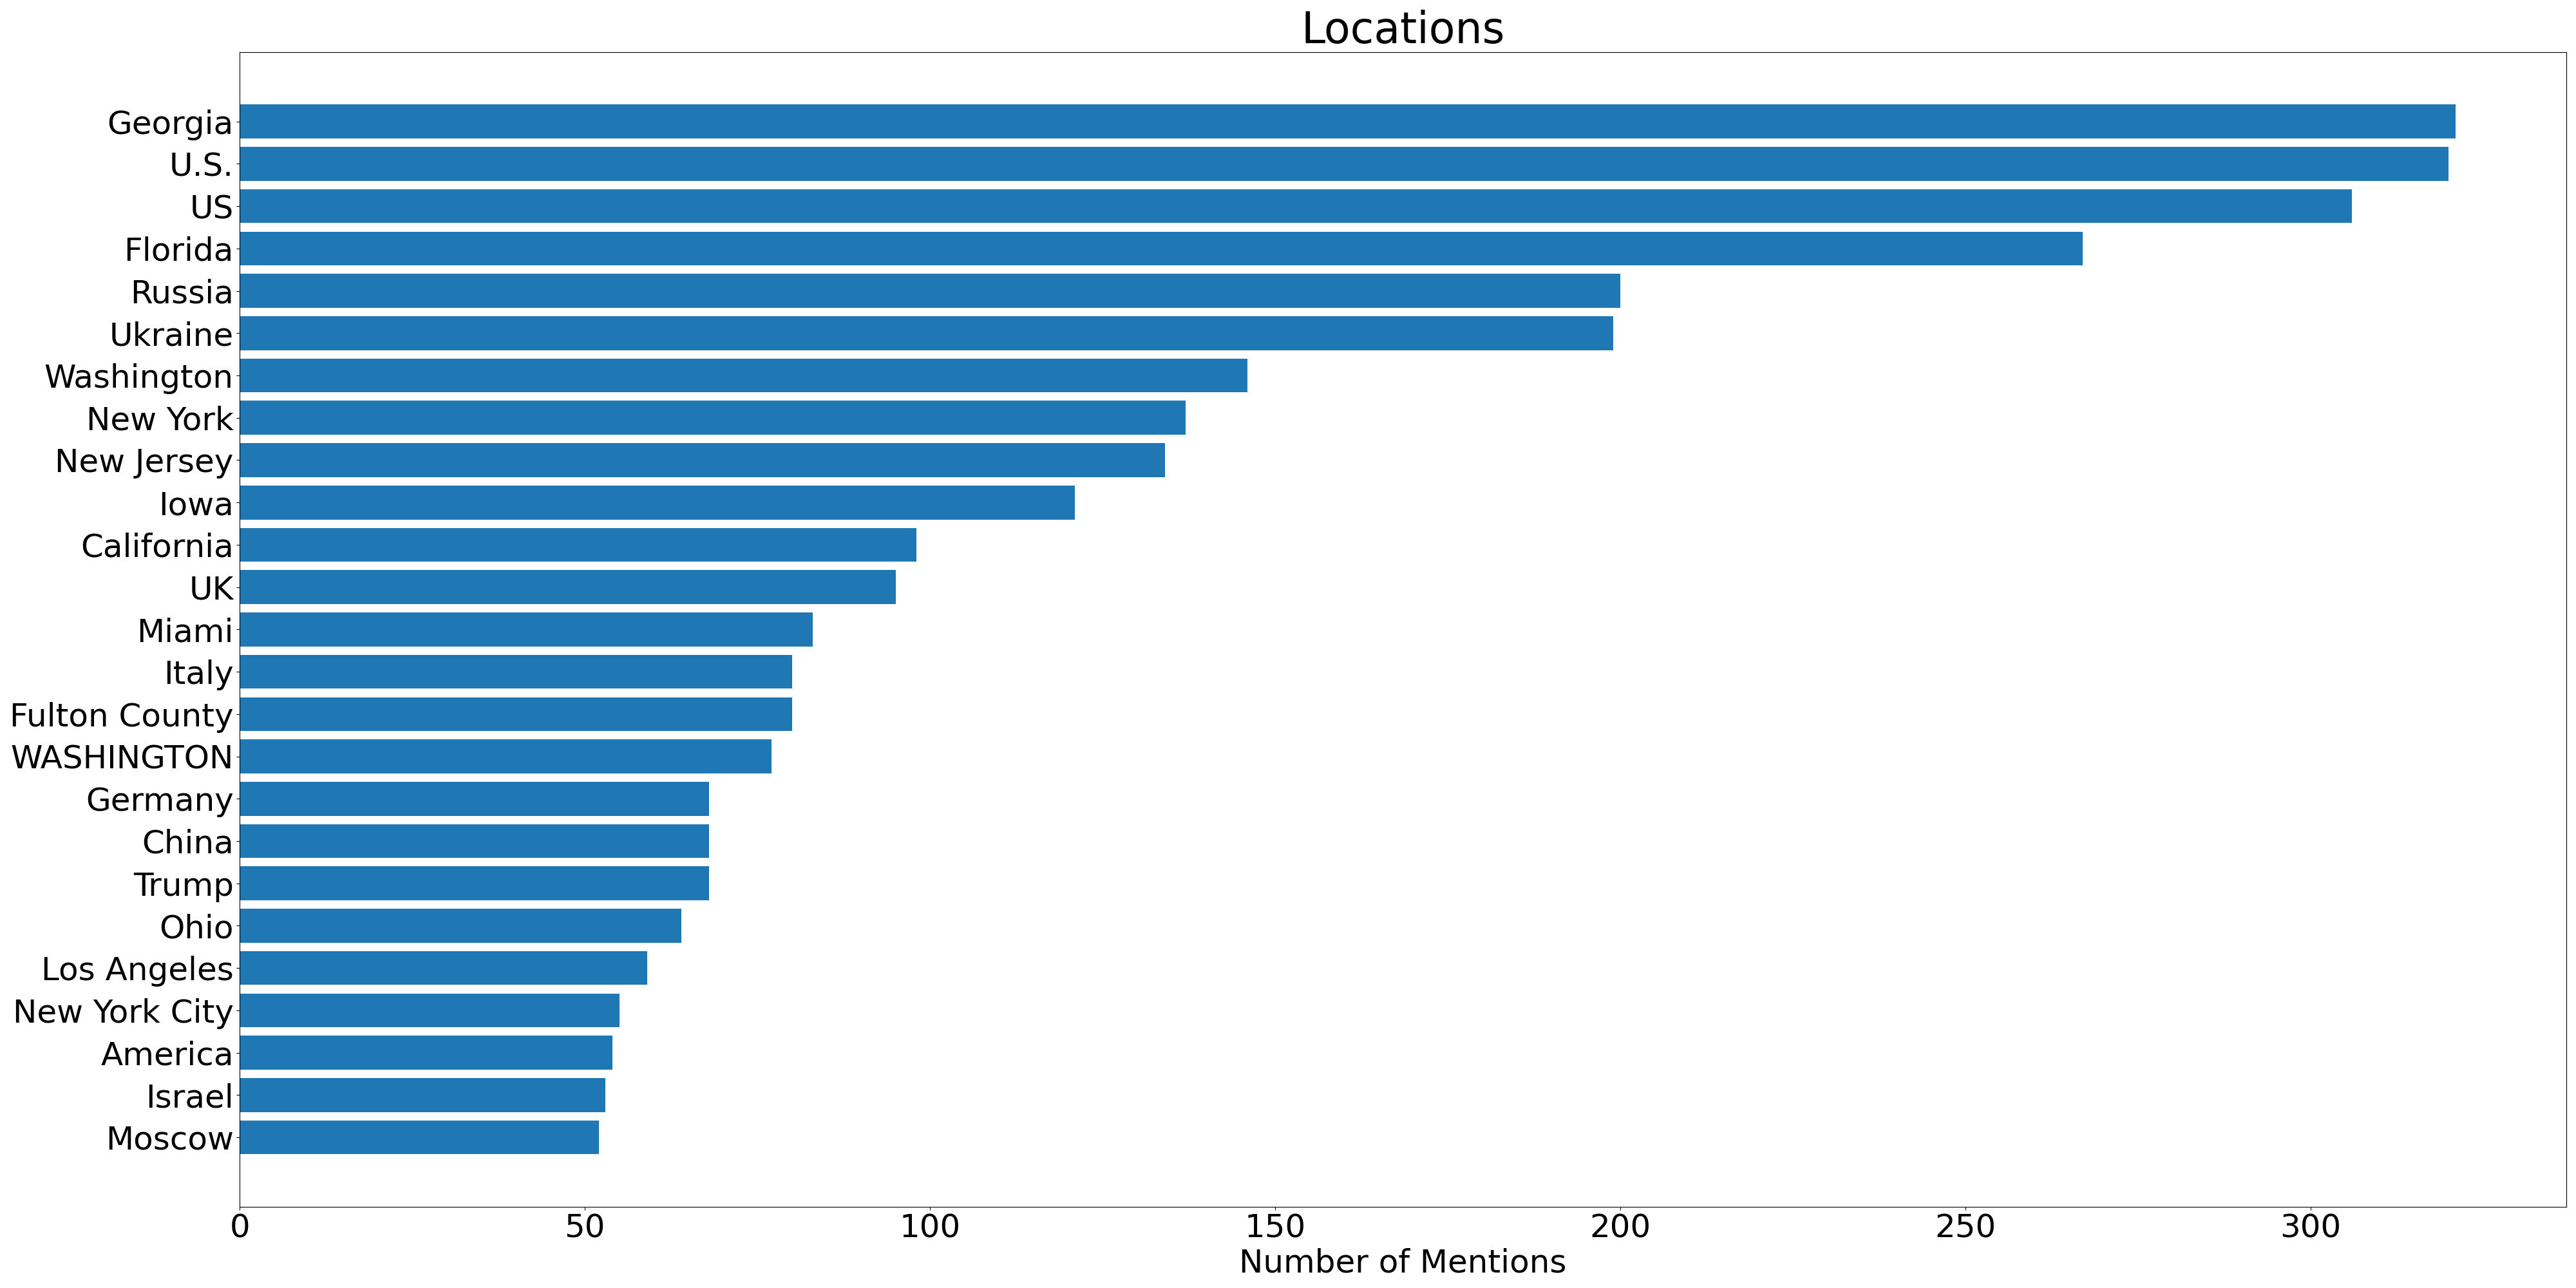 Locations
Georgia
U.S.
US
Florida
Russia
Ukraine
Washington
New York
New Jersey
Iowa
California
UK
Miami
Italy
Fulton County
WASHINGTON
Germany
China
Trump
Ohio
Los Angeles
New York City
America
Israel
Moscow
0 50 100 150 200 250 300
Number of Mentions